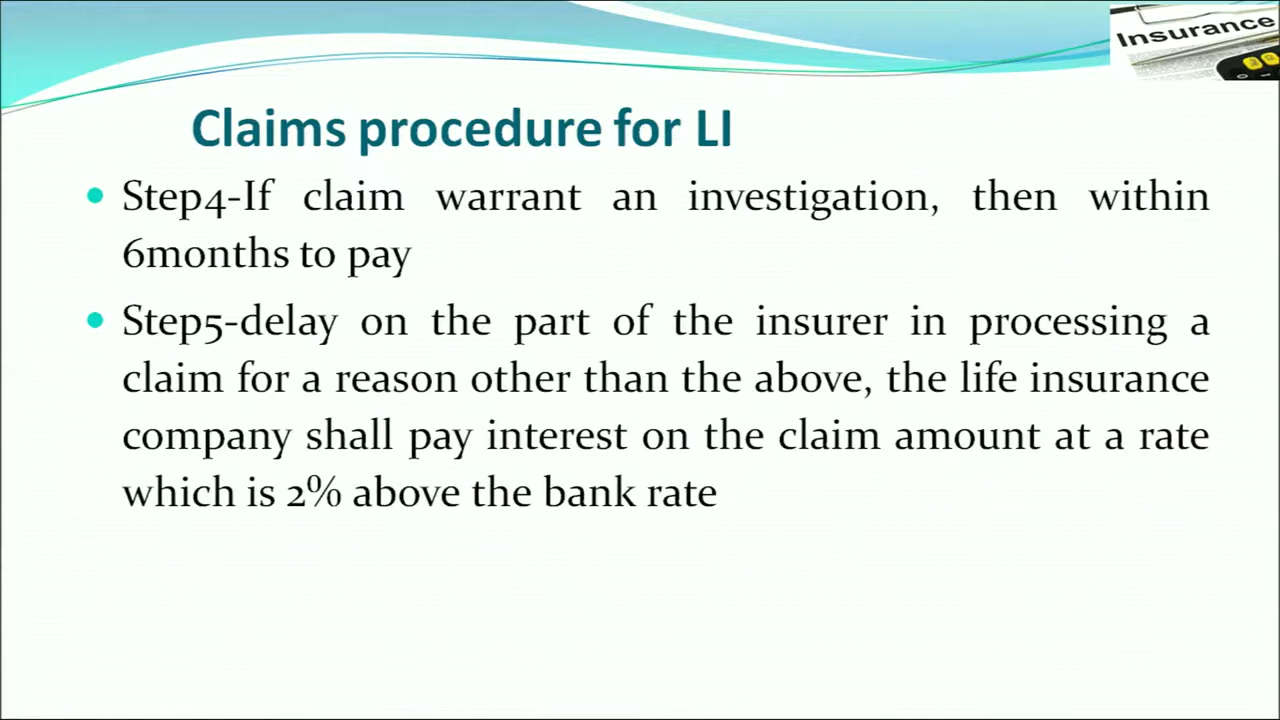 Insurance
Claims procedure for LI
• Step4-If claim warrant an investigation, then within
6months to pay
• Step5-delay on the part of the insurer in processing a
claim for a reason other than the above, the life insurance
company shall pay interest on the claim amount at a rate
which is 2% above the bank rate